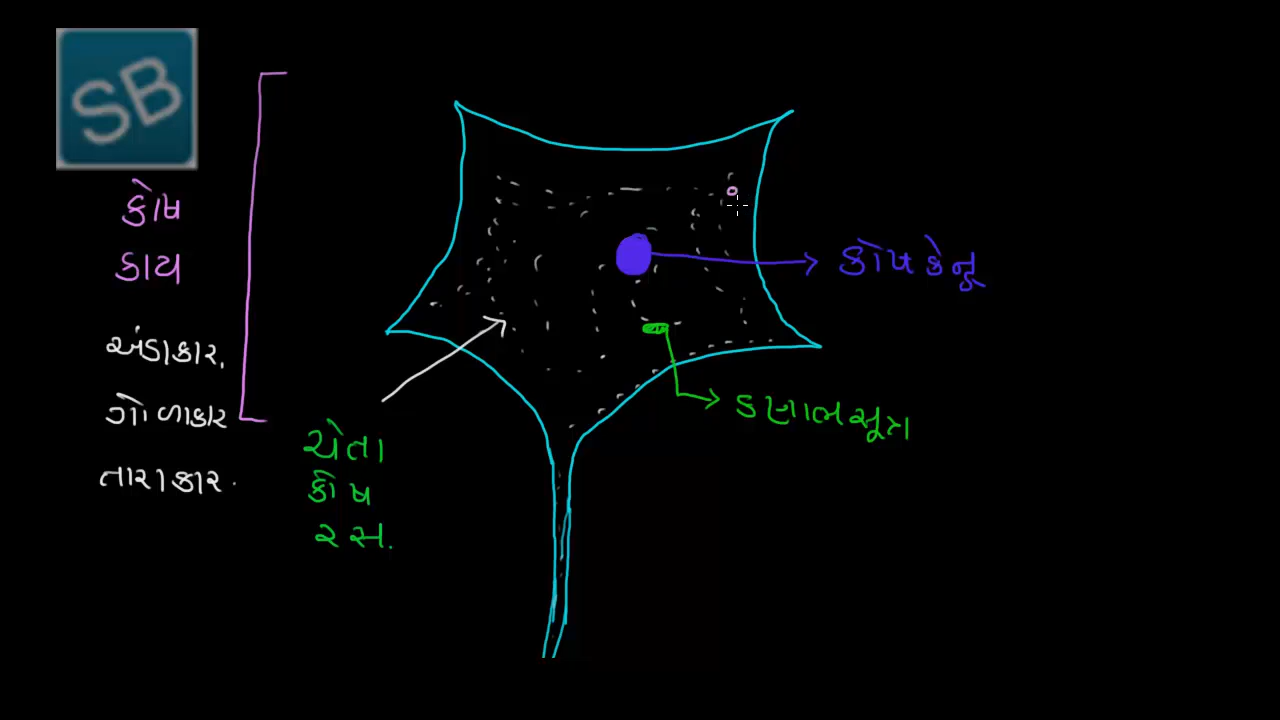 SB
કોષ
કાય
અંડાકાર.
ગોળાકાર
તારાકાર.
ચેતા
કોષ
રસ.
કોષકેન્દ્ર
કણાભસૂત્ર